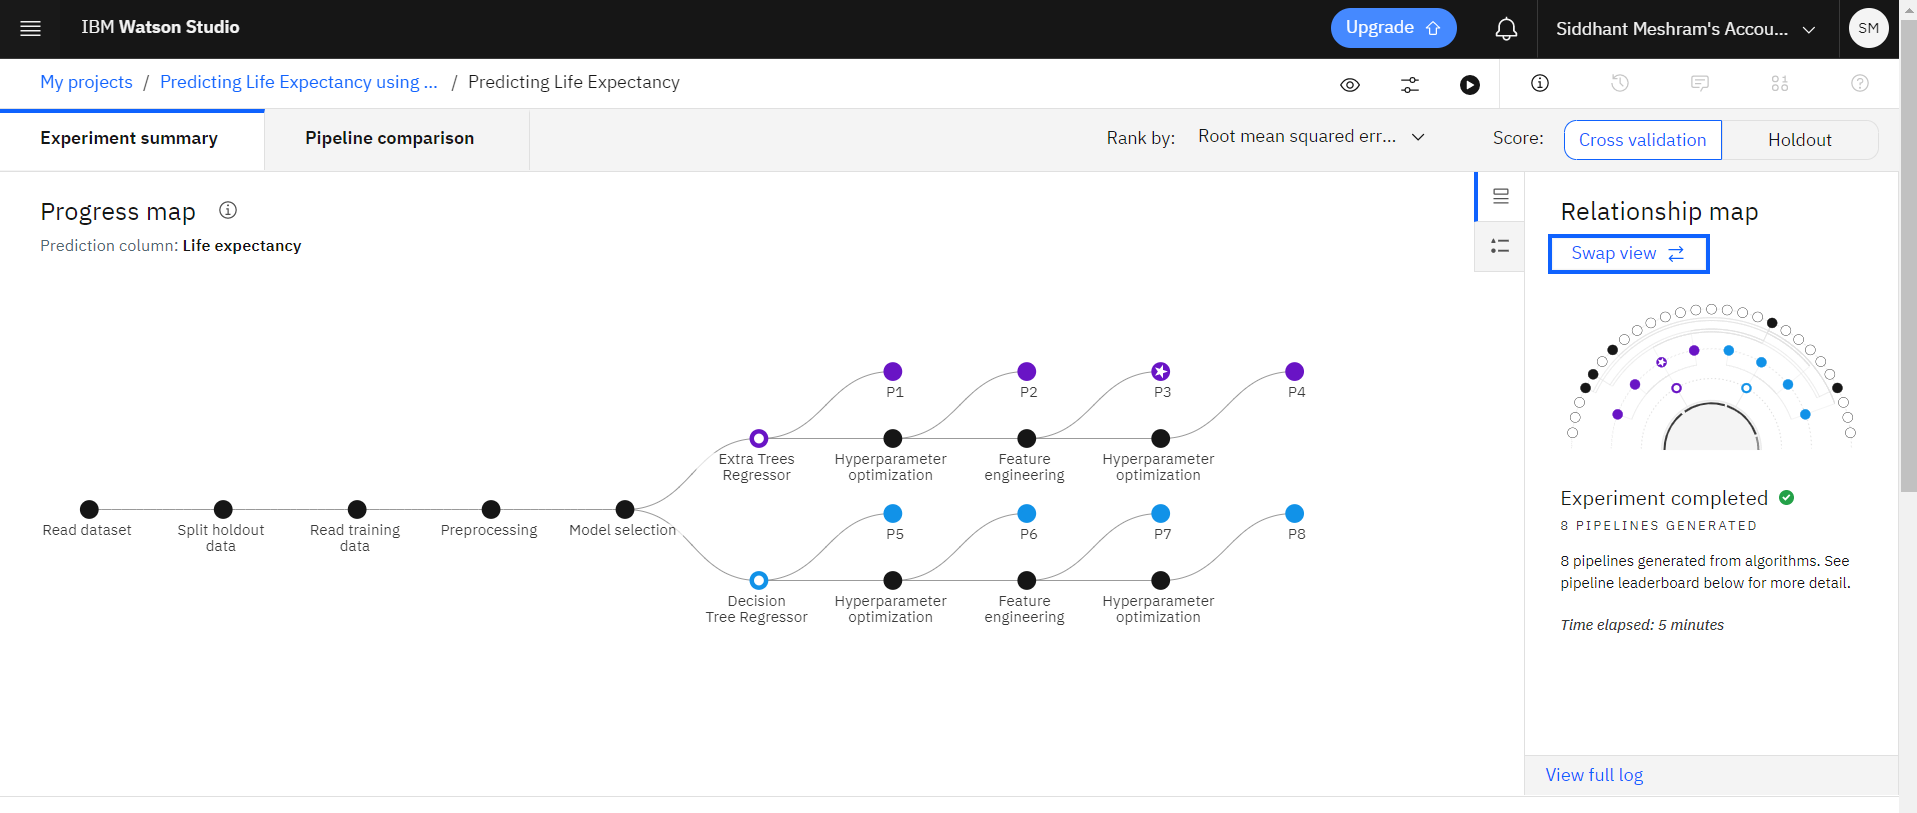 IBM Watson Studio
Upgrade
Siddhant Meshram's Accou...
SM
My projects / Predicting Life Expectancy using ... / Predicting Life Expectancy
Experiment summary
Pipeline comparison
Rank by: Root mean squared err...
Score: Cross validation Holdout
Progress map
Prediction column: Life expectancy
Relationship map
Swap view
P1
P2
P3
P4
Extra Trees
Regressor
Hyperparameter
optimization
Feature
engineering
Hyperparameter
optimization
Read dataset
Split holdout
data
Read training
data
Preprocessing
Model selection
P5
P6
P7
P8
Decision
Tree Regressor
Hyperparameter
optimization
Feature
engineering
Hyperparameter
optimization
Experiment completed
8 PIPELINES GENERATED
8 pipelines generated from algorithms. See
pipeline leaderboard below for more detail.
Time elapsed: 5 minutes
View full log